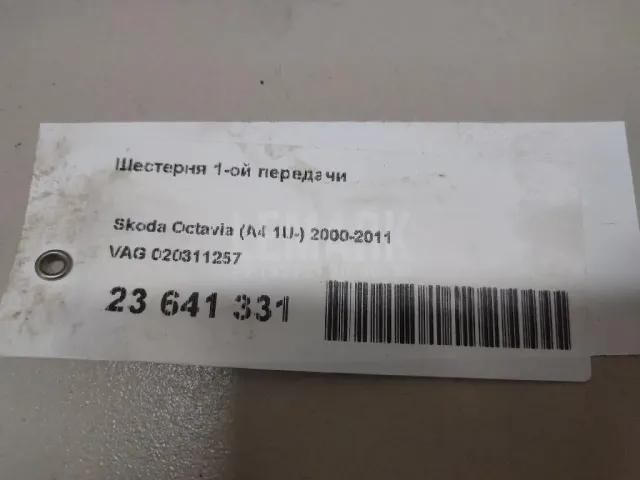 Шестерня 1-ой передачи
Skoda Octavia (A4 1U-) 2000-2011
VAG 020311257
23 641 331